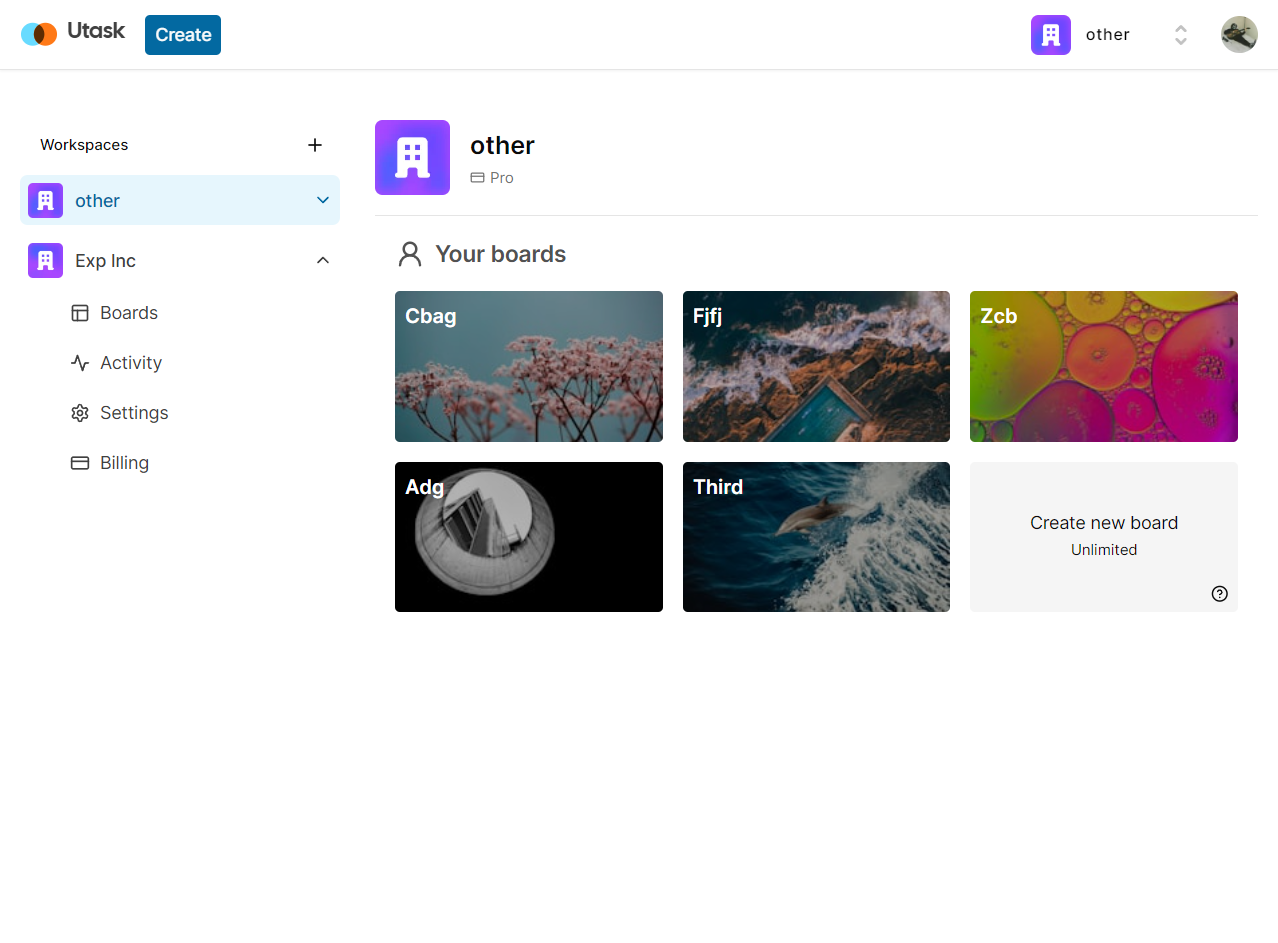 Utask
Create
other
Workspaces
other
Exp Inc
Boards
Activity
Settings
Billing
other
Pro
Your boards
Cbag
Fjfj
Zcb
Adg
Third
Create new board
Unlimited